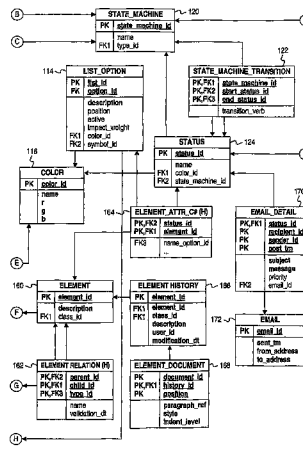 B
STATE_MACHINE
120
PK state_machine_id
name
FK1 type_id
C
114
LIST_OPTION
PK list_id
PK option_id
description
position
active
impact_weight
FK1 color_id
FK2 symbol_id
STATE_MACHINE_TRANSITION
122
PK,FK1 state_machine_id
PK,FK2 start_status_id
PK,FK3 end_status_id
transition_verb
STATUS
124
PK status_id
name
FK1 color_id
FK2 state_machine_id
116
COLOR
PK color_id
name
r
g
b
E
164
ELEMENT_ATTR_C# (H)
PK,FK2 status_id
PK,FK1 element_id
FK3 name_option_id
...
170
EMAIL_DETAIL
PK,FK1 status_id
PK recipient_id
PK sender_id
PK post_tm
subject
message
priority
FK2 email_id
160
ELEMENT
PK element_id
description
FK1 class_id
F
ELEMENT HISTORY
166
PK element_id
FK1 element_id
FK1 class_id
description
user_id
modification_dt
172
EMAIL
PK email_id
sent_tm
from_address
to_address
162
ELEMENT RELATION (H)
PK,FK2 parent_id
PK,FK1 child_id
PK,FK3 type_id
name
validation_dt
G
ELEMENT_DOCUMENT
168
PK document_id
PK,FK1 history_id
PK position
paragraph_ref
style
indent_level
H